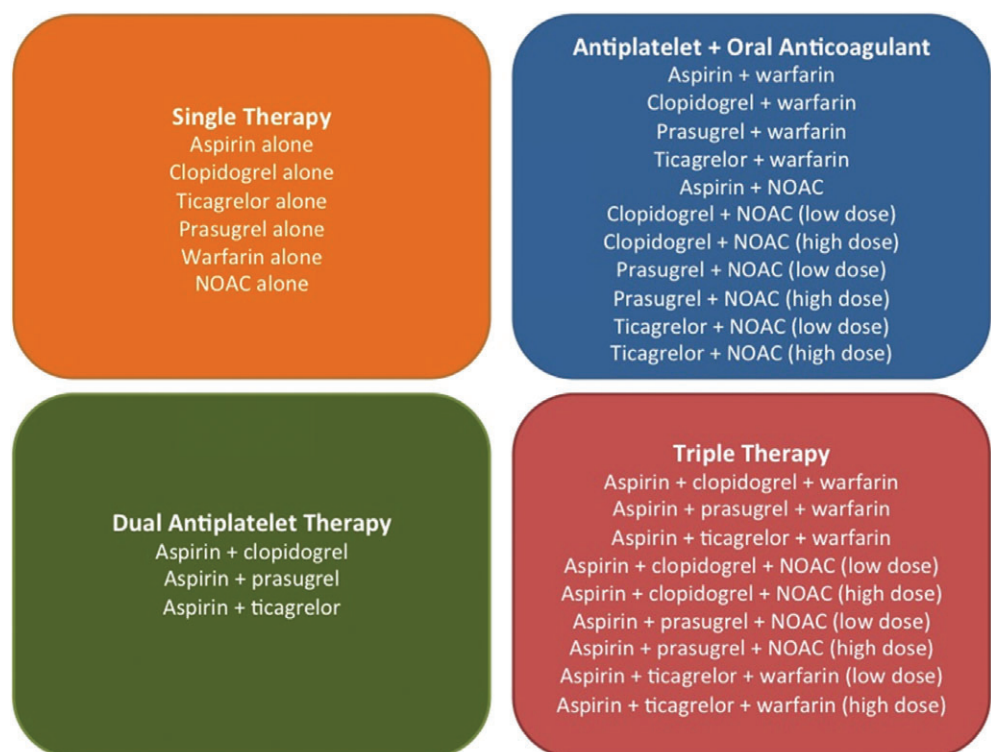 Single Therapy
Aspirin alone
Clopidogrel alone
Ticagrelor alone
Prasugrel alone
Warfarin alone
NOAC alone
Antiplatelet + Oral Anticoagulant
Aspirin + warfarin
Clopidogrel + warfarin
Prasugrel + warfarin
Ticagrelor + warfarin
Aspirin + NOAC
Clopidogrel + NOAC (low dose)
Clopidogrel + NOAC (high dose)
Prasugrel + NOAC (low dose)
Prasugrel + NOAC (high dose)
Ticagrelor + NOAC (low dose)
Ticagrelor + NOAC (high dose)
Dual Antiplatelet Therapy
Aspirin + clopidogrel
Aspirin + prasugrel
Aspirin + ticagrelor
Triple Therapy
Aspirin + clopidogrel + warfarin
Aspirin + prasugrel + warfarin
Aspirin + ticagrelor + warfarin
Aspirin + clopidogrel + NOAC (low dose)
Aspirin + clopidogrel + NOAC (high dose)
Aspirin + prasugrel + NOAC (low dose)
Aspirin + prasugrel + NOAC (high dose)
Aspirin + ticagrelor + warfarin (low dose)
Aspirin + ticagrelor + warfarin (high dose)